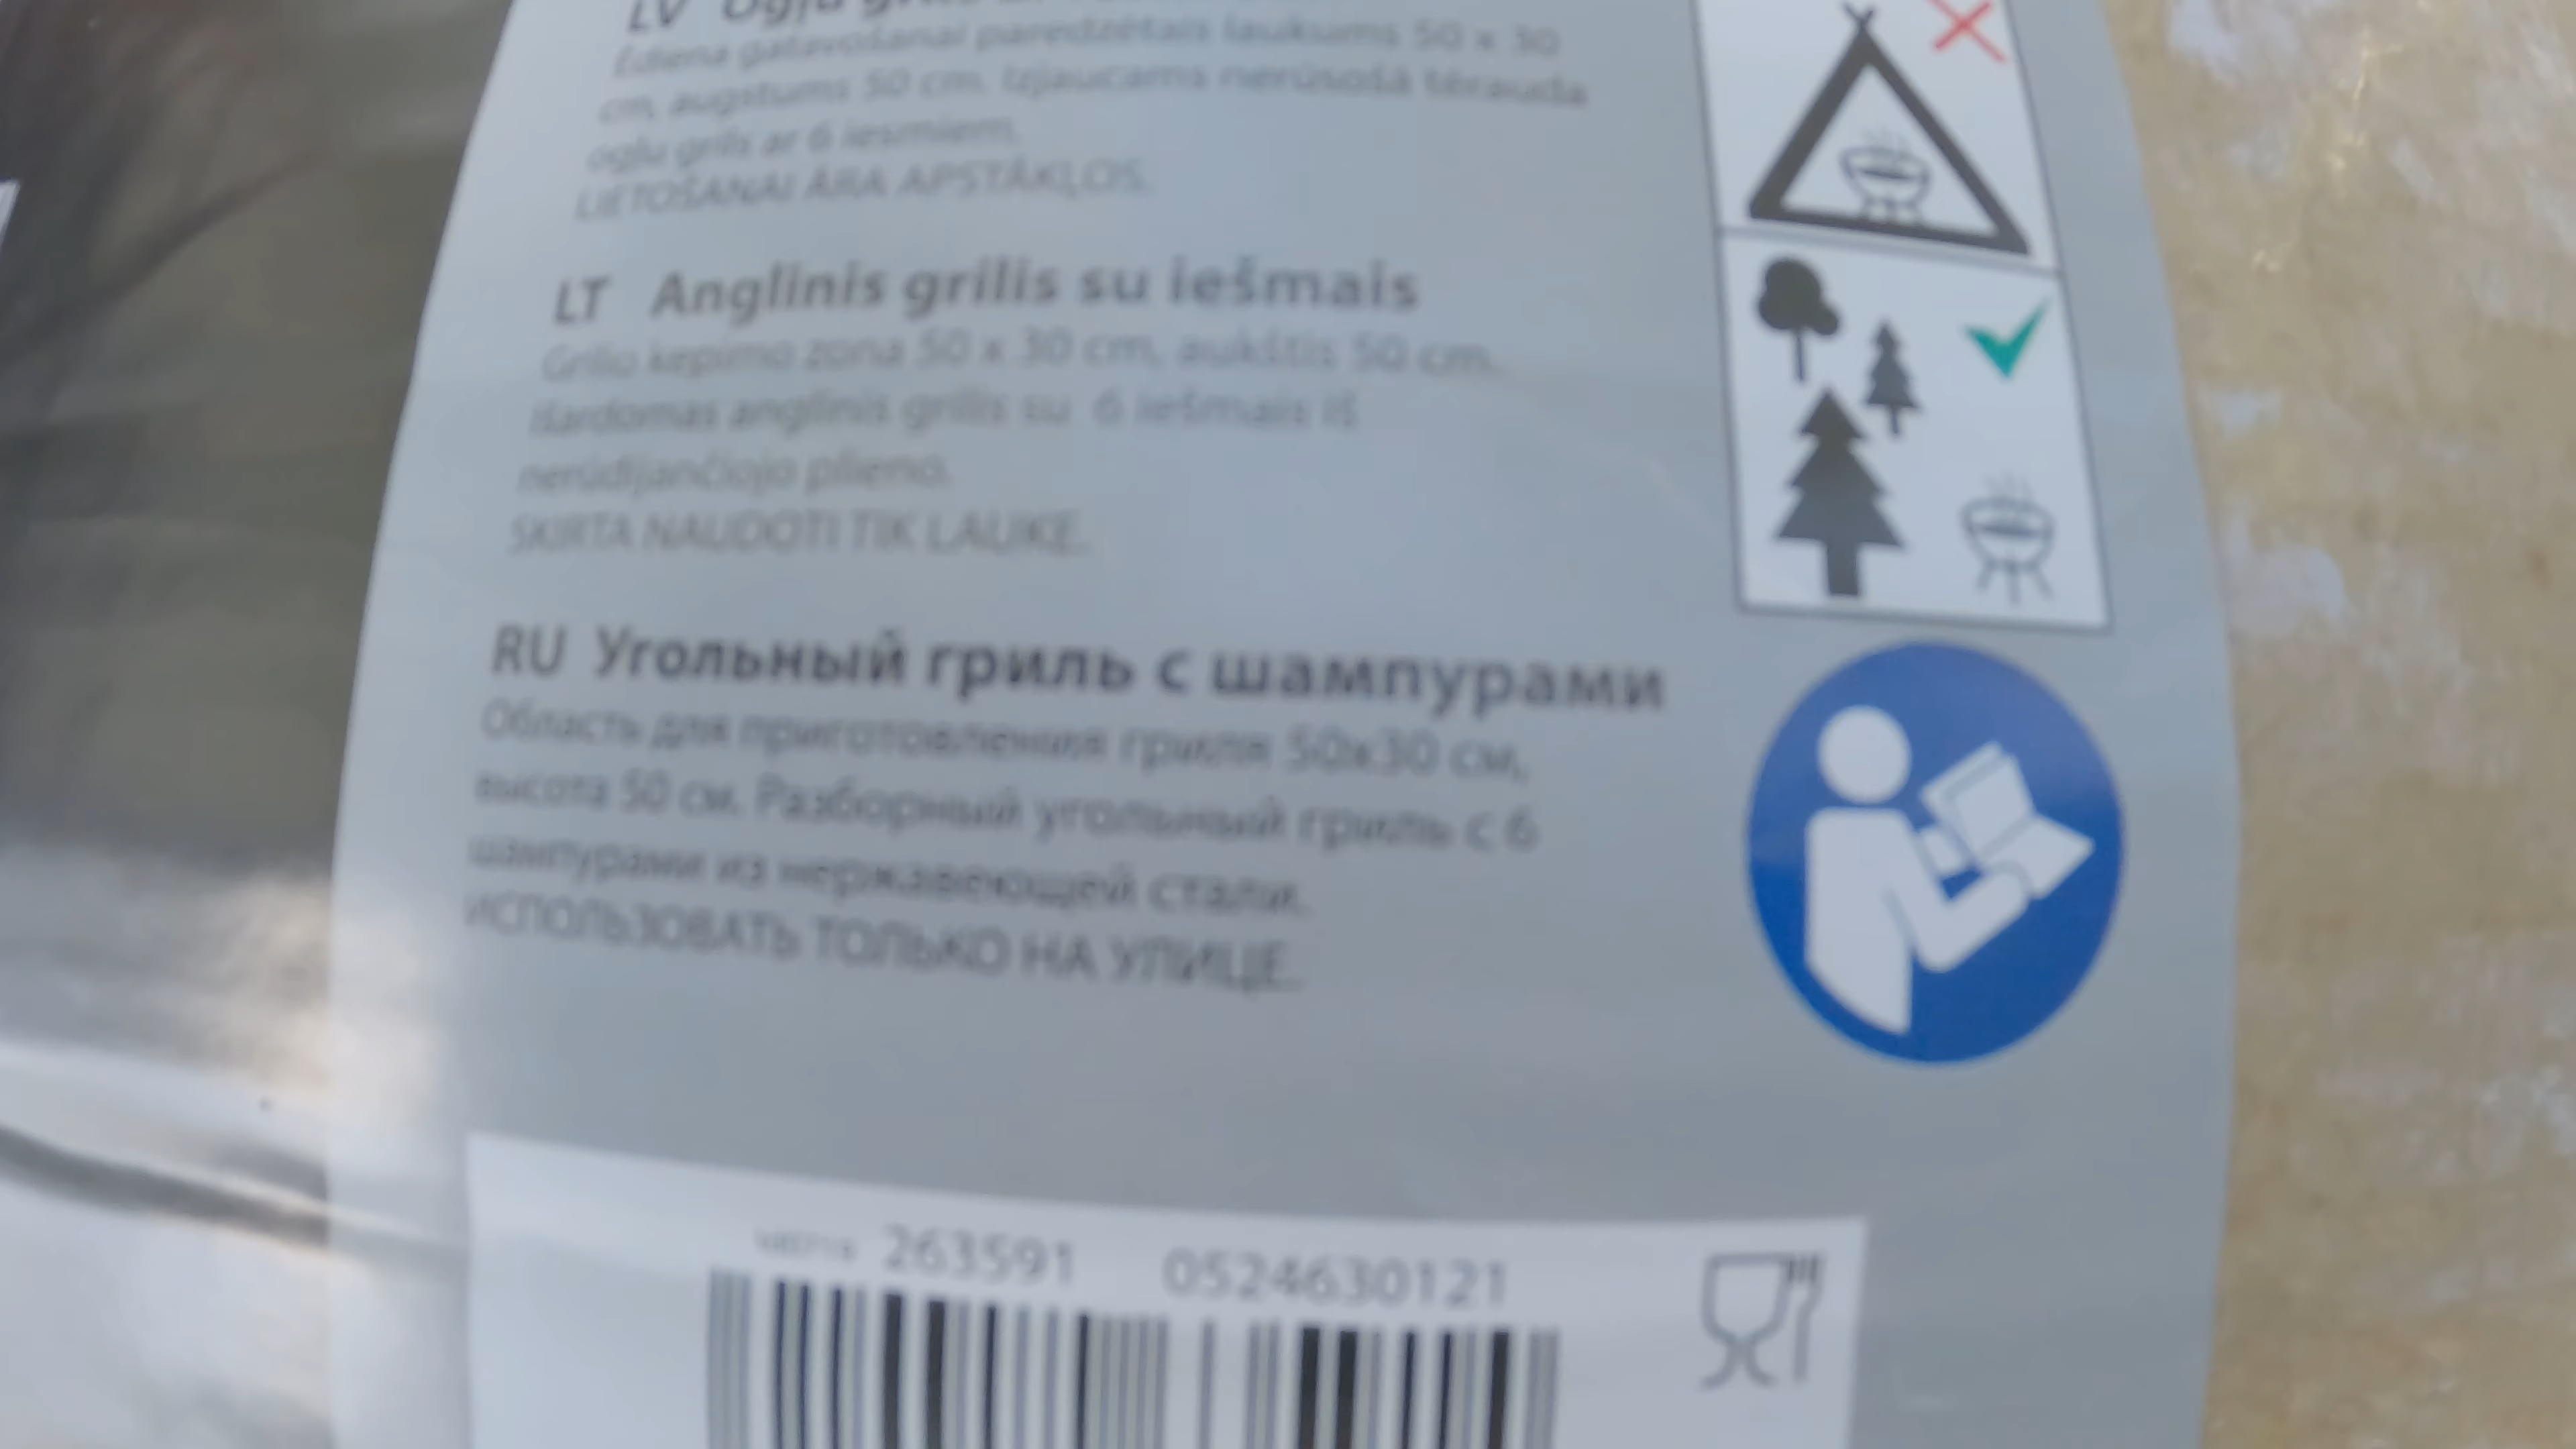 LV Ogļu grils
Ēdiena gatavošanai paredzētais laukums 50 x 30
cm, augstums 50 cm. Izjaucams nerūsošā tērauda
ogļu grils ar 6 iesmiem.
LIETOŠANAI ĀRA APSTĀKĻOS.
LT Anglinis grilis su iešmais
Grilio kepimo zona 50 x 30 cm, aukštis 50 cm.
Išardomas anglinis grilis su 6 iešmais iš
nerūdijančiojo plieno.
SKIRTA NAUDOTI TIK LAUKE.
RU Угольный гриль с шампурами
Область для приготовления гриля 50x30 см,
высота 50 см. Разборный угольный гриль с 6
шампурами из нержавеющей стали.
ИСПОЛЬЗОВАТЬ ТОЛЬКО НА УЛИЦЕ.
263591 0524630121